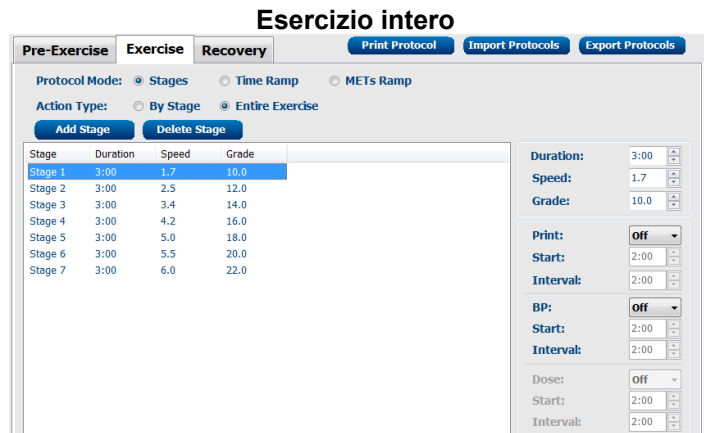 Esercizio intero
Pre-Exercise Exercise Recovery Print Protocol Import Protocols Export Protocols
Protocol Mode: Stages Time Ramp METs Ramp
Action Type: By Stage Entire Exercise
Add Stage Delete Stage
Stage Duration Speed Grade
Stage 1 3:00 1.7 10.0
Stage 2 3:00 2.5 12.0
Stage 3 3:00 3.4 14.0
Stage 4 3:00 4.2 16.0
Stage 5 3:00 5.0 18.0
Stage 6 3:00 5.5 20.0
Stage 7 3:00 6.0 22.0
Duration: 3:00
Speed: 1.7
Grade: 10.0
Print: Off
Start: 2:00
Interval: 2:00
BP: Off
Start: 2:00
Interval: 2:00
Dose: Off
Start: 2:00
Interval: 2:00